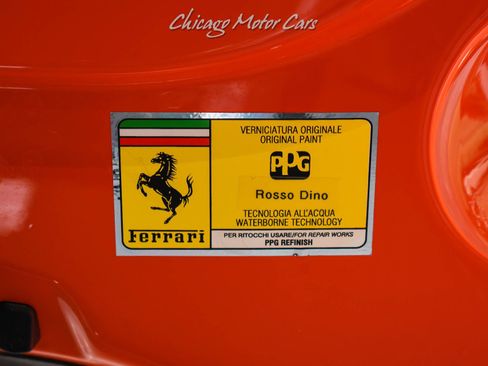 Chicago Motor Cars
VERNICIATURA ORIGINALE
ORIGINAL PAINT
PPG
Rosso Dino
TECNOLOGIA ALL'ACQUA
WATERBORNE TECHNOLOGY
Ferrari
PER RITOCCHI USARE/FOR REPAIR WORKS
PPG REFINISH